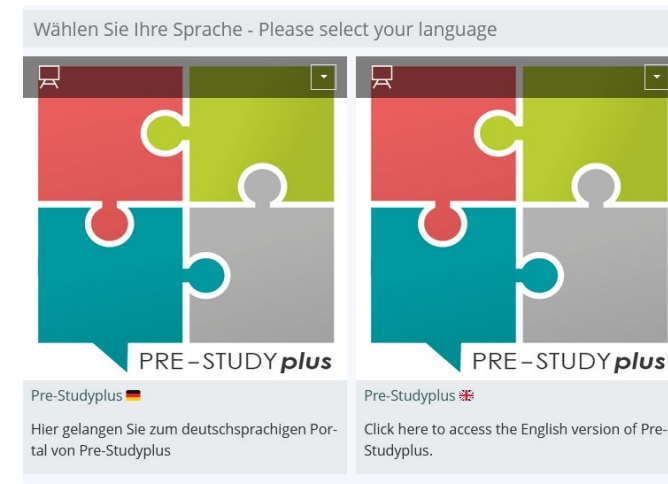 Wählen Sie Ihre Sprache - Please select your language
PRE–STUDY plus
Pre-Studyplus
Hier gelangen Sie zum deutschsprachigen Por-
tal von Pre-Studyplus
PRE–STUDY plus
Pre-Studyplus
Click here to access the English version of Pre-
Studyplus.